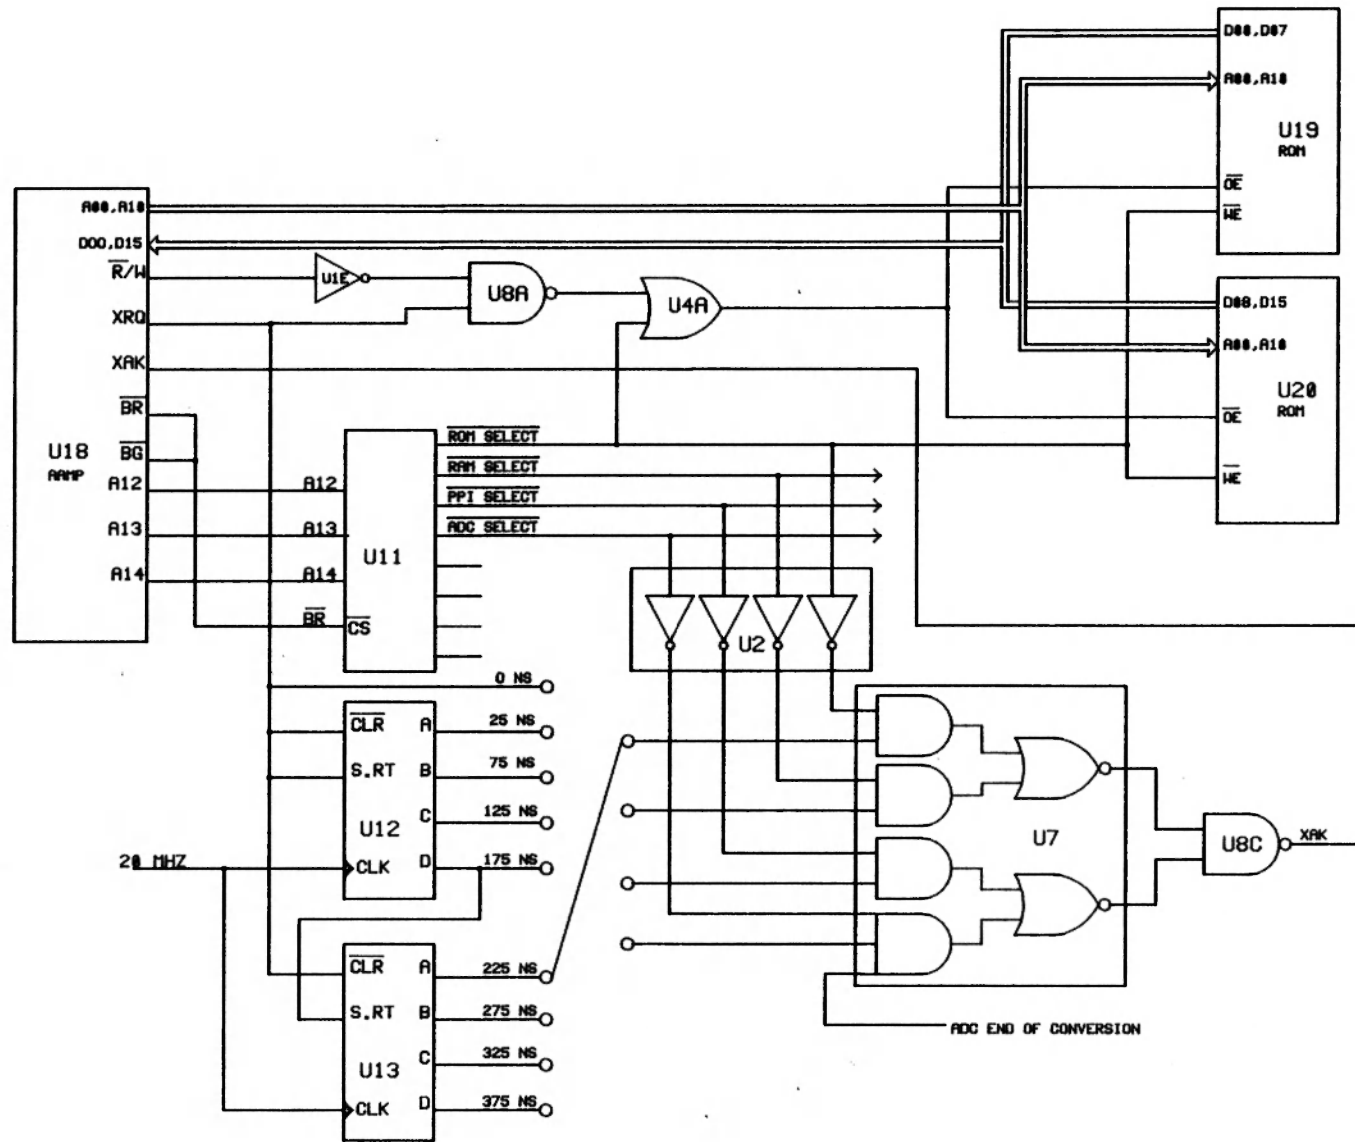 D00,D07
A00,A10
U19
ROM
OE
WE
A00,A10
D00,D15
R/W
XRQ
XAK
BR
BG
U18
AAMP
A12
A13
A14
U1E
U8A
U4A
D08,D15
A00,A10
U20
ROM
OE
WE
ROM SELECT
RAM SELECT
PPI SELECT
ADC SELECT
A12
A13
A14
U11
BR
CS
U2
0 NS
CLR
A
25 NS
S.RT
B
75 NS
C
125 NS
U12
20 MHZ
CLK
D
175 NS
U7
U8C
XAK
CLR
A
225 NS
S.RT
B
275 NS
C
325 NS
U13
CLK
D
375 NS
ADC END OF CONVERSION